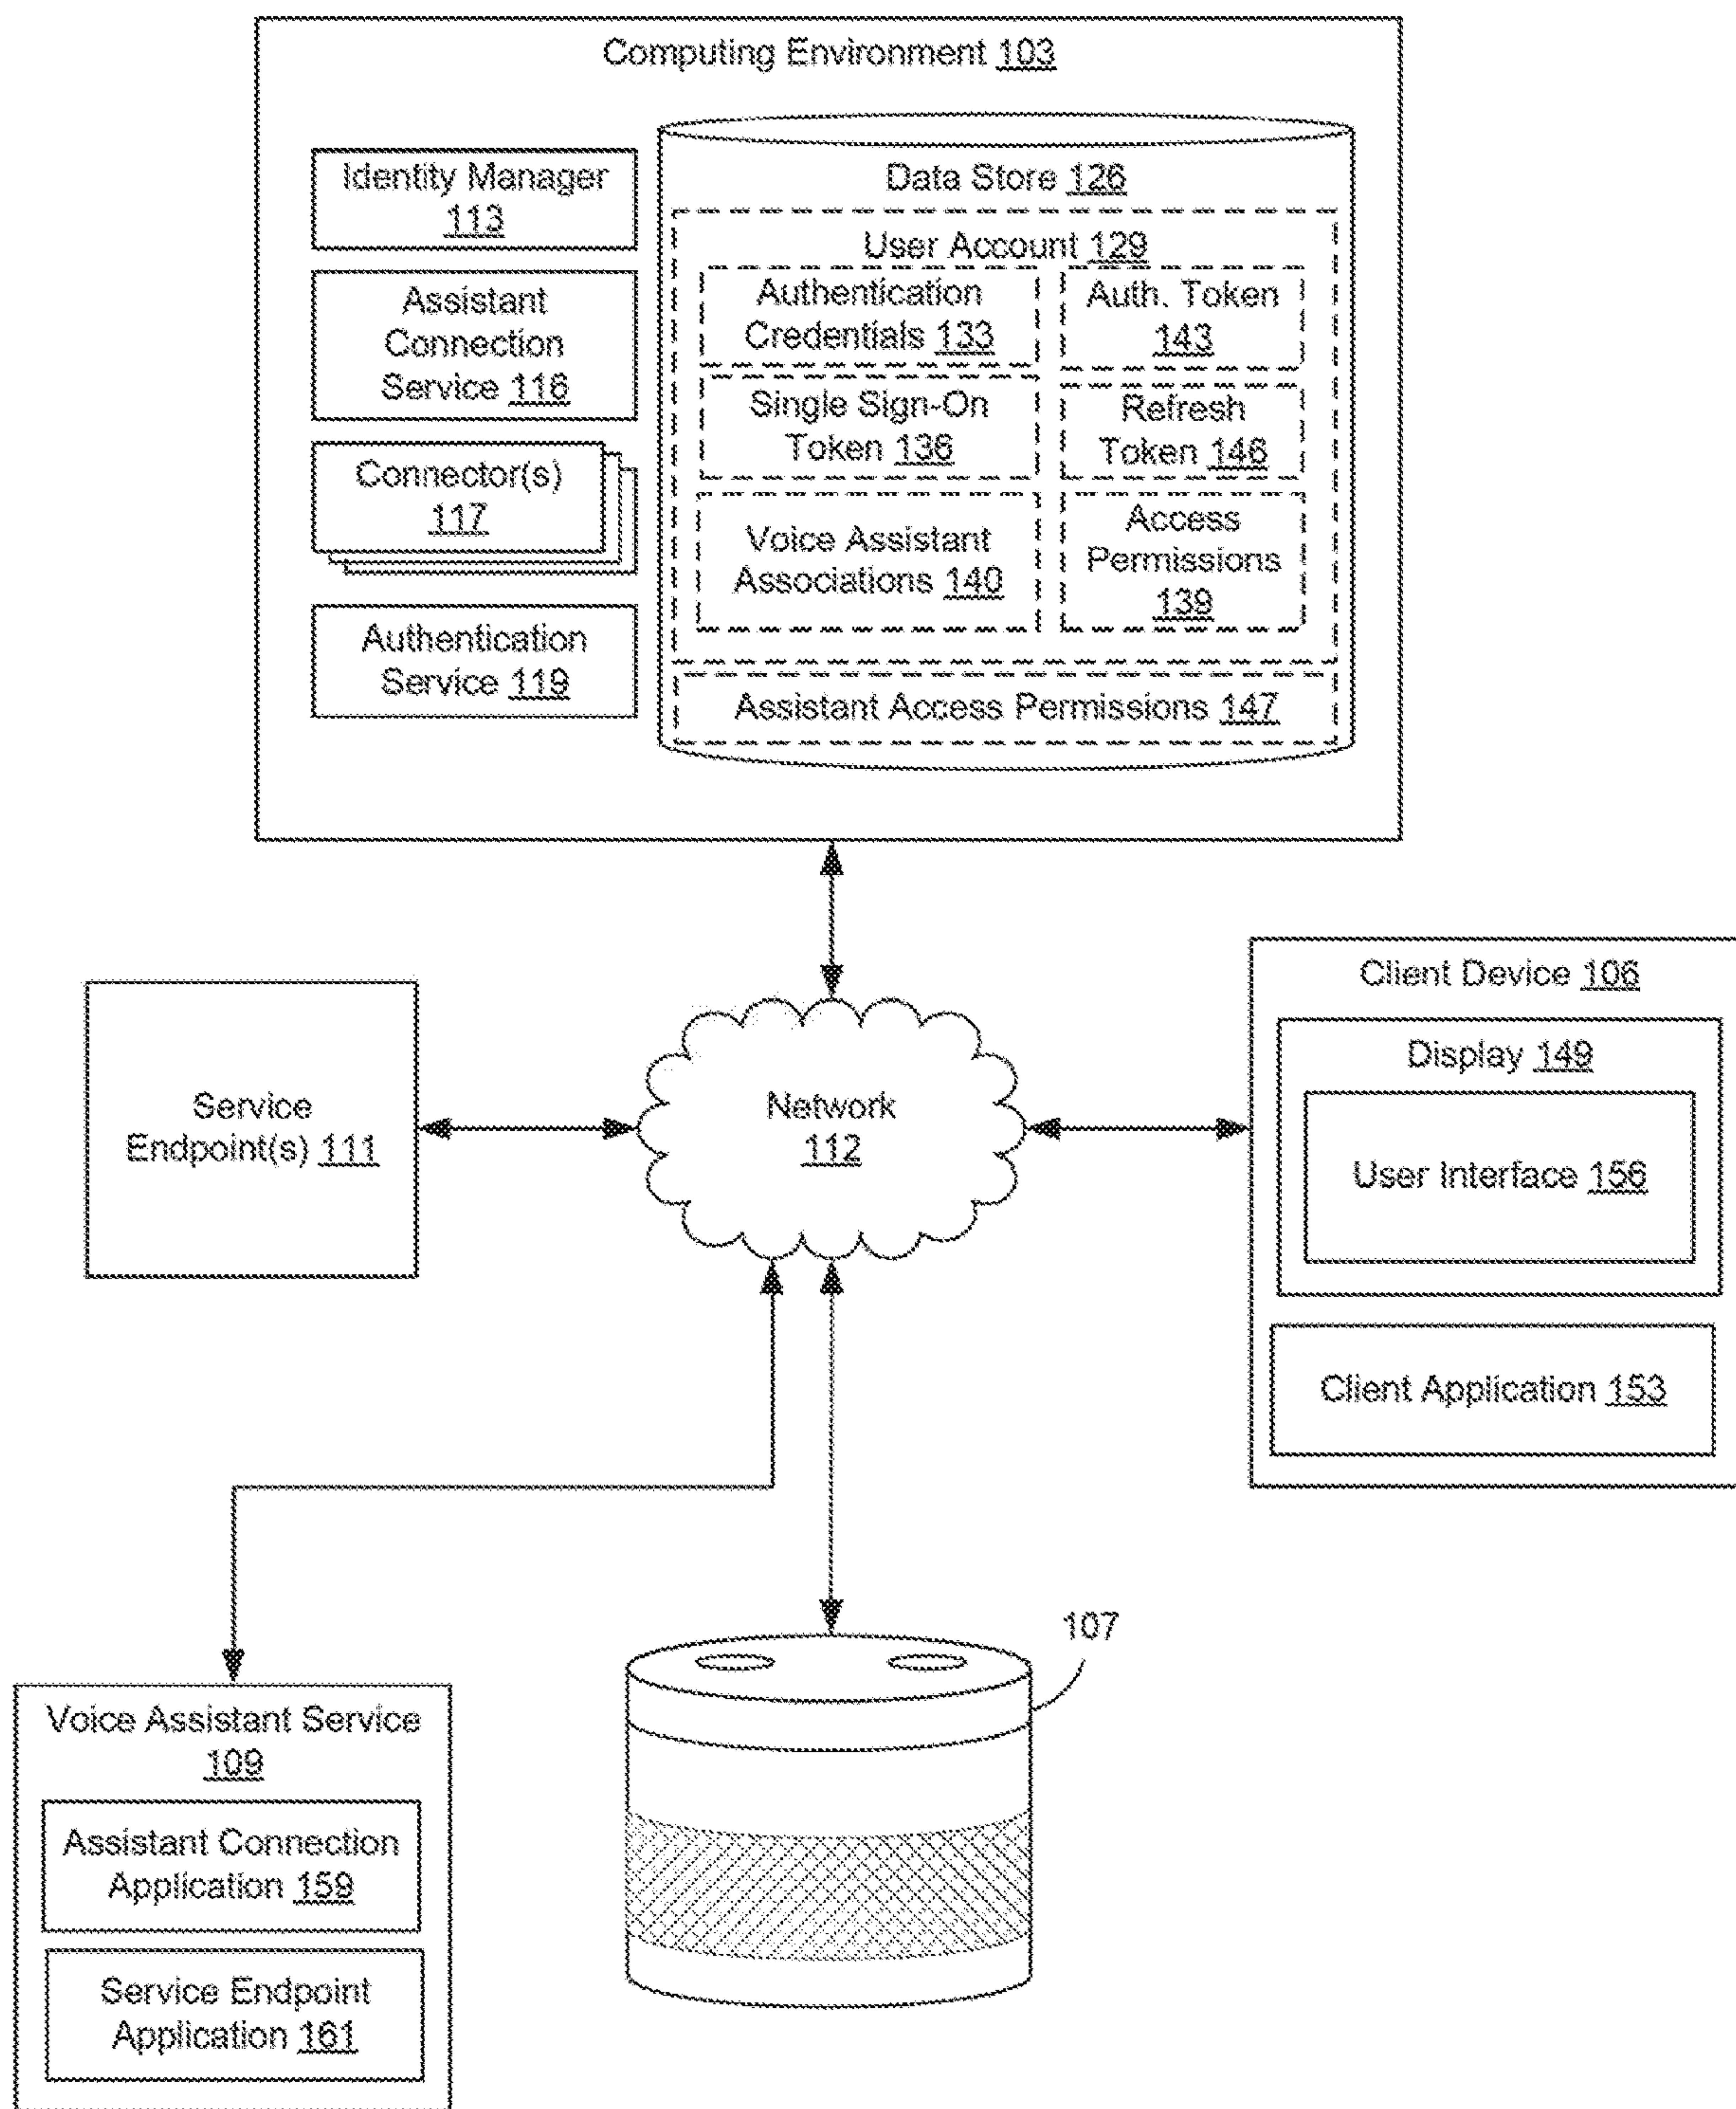 Computing Environment 103
Identity Manager
113
Assistant
Connection
Service 116
Connector(s)
117
Authentication
Service 119
Data Store 126
User Account 129
Authentication
Credentials 133
Auth. Token
143
Single Sign-On
Token 136
Refresh
Token 146
Voice Assistant
Associations 140
Access
Permissions
139
Assistant Access Permissions 147
Service
Endpoint(s) 111
Network
112
Client Device 106
Display 149
User Interface 156
Client Application 153
107
Voice Assistant Service
109
Assistant Connection
Application 159
Service Endpoint
Application 161